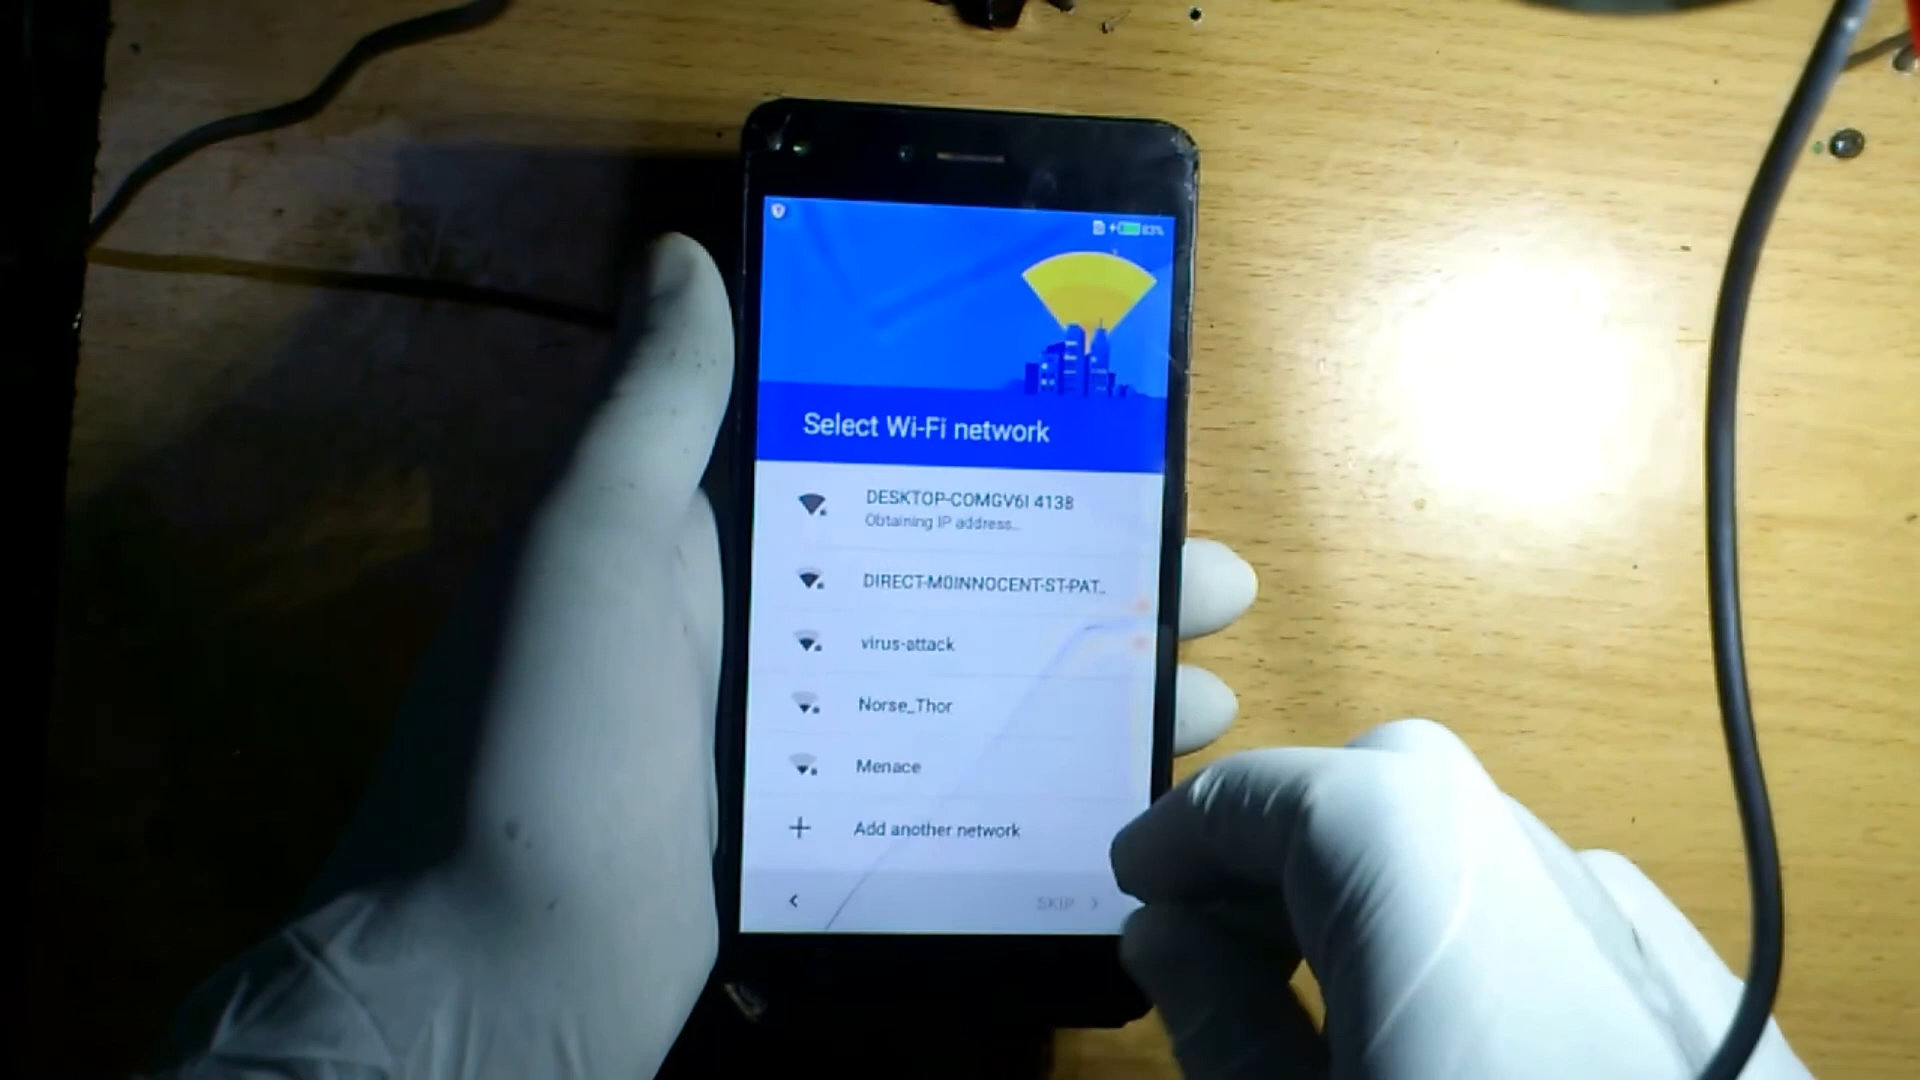 83%
Select Wi-Fi network
DESKTOP-COMGV6I 4138
Obtaining IP address...
DIRECT-M0INNOCENT-ST-PAT..
virus-attack
Norse_Thor
Menace
Add another network
SKIP